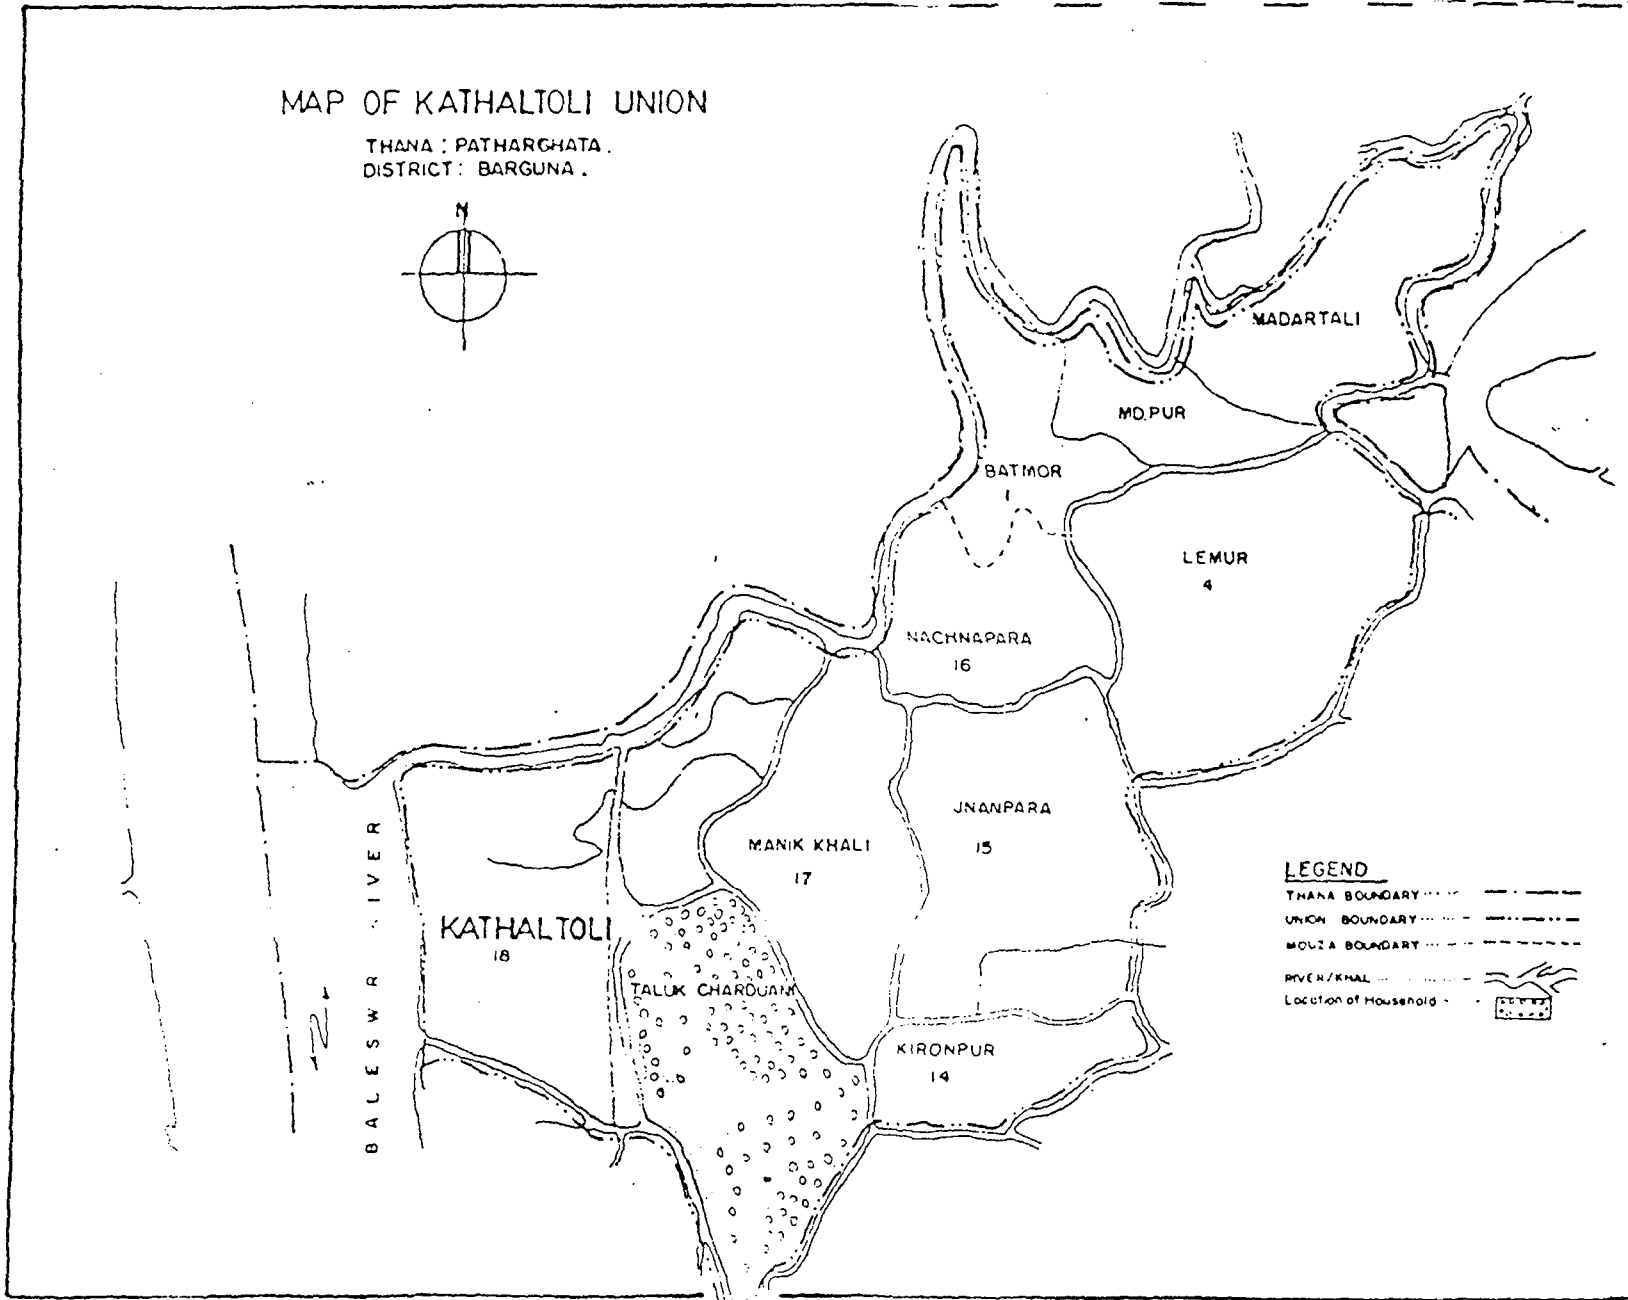 MAP OF KATHALTOLI UNION
THANA : PATHARGHATA.
DISTRICT: BARGUNA.
N
MADARTALI
MD.PUR
BATMOR
1
LEMUR
4
NACHNAPARA
16
JNANPARA
15
MANIK KHALI
17
KATHALTOLI
18
TALUK CHARDUANI
KIRONPUR
14
BALESWR RIVER
LEGEND
THANA BOUNDARY
UNION BOUNDARY
MOUZA BOUNDARY
RIVER/KHAL
Location of Household